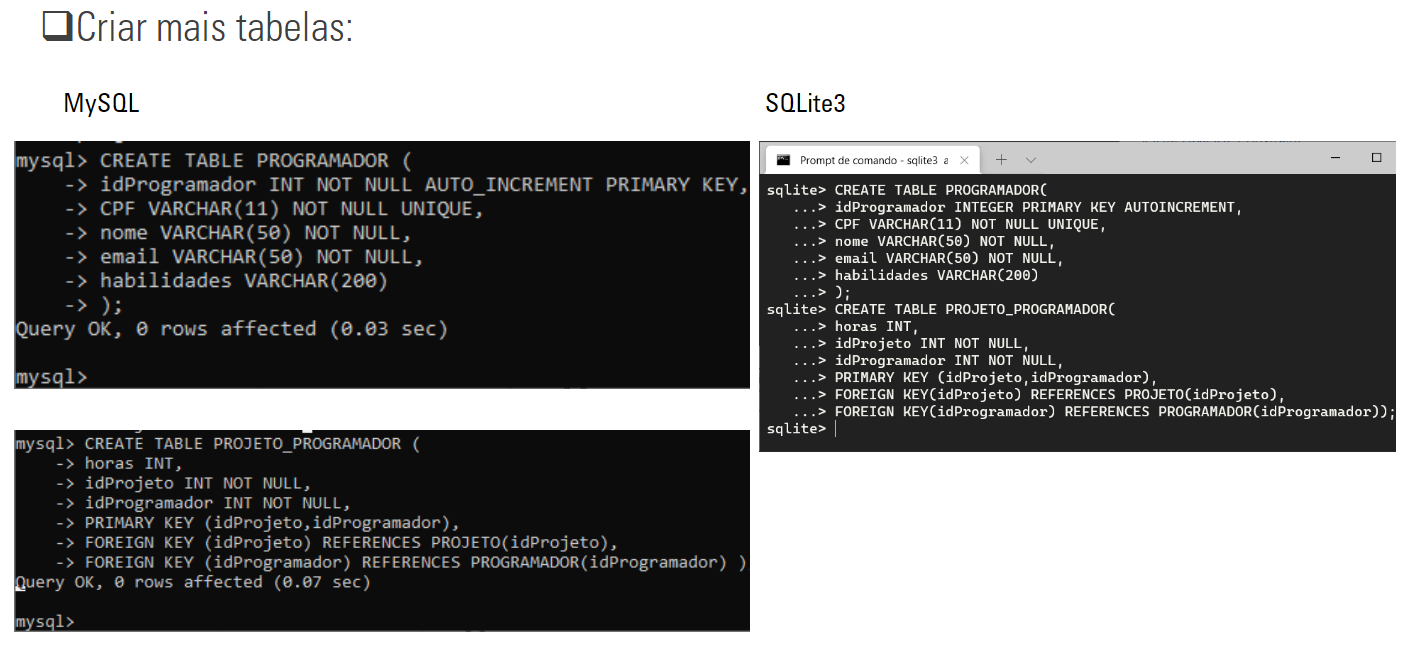 ❑Criar mais tabelas:
MySQL
mysql> CREATE TABLE PROGRAMADOR (
-> idProgramador INT NOT NULL AUTO_INCREMENT PRIMARY KEY,
-> CPF VARCHAR(11) NOT NULL UNIQUE,
-> nome VARCHAR(50) NOT NULL,
-> email VARCHAR(50) NOT NULL,
-> habilidades VARCHAR(200)
-> );
Query OK, 0 rows affected (0.03 sec)
mysql>
mysql> CREATE TABLE PROJETO_PROGRAMADOR (
-> horas INT,
-> idProjeto INT NOT NULL,
-> idProgramador INT NOT NULL,
-> PRIMARY KEY (idProjeto,idProgramador),
-> FOREIGN KEY (idProjeto) REFERENCES PROJETO(idProjeto),
-> FOREIGN KEY (idProgramador) REFERENCES PROGRAMADOR(idProgramador) )
Query OK, 0 rows affected (0.07 sec)
mysql>
SQLite3
Prompt de comando - sqlite3 a
sqlite> CREATE TABLE PROGRAMADOR(
...> idProgramador INTEGER PRIMARY KEY AUTOINCREMENT,
...> CPF VARCHAR(11) NOT NULL UNIQUE,
...> nome VARCHAR(50) NOT NULL,
...> email VARCHAR(50) NOT NULL,
...> habilidades VARCHAR(200)
...> );
sqlite> CREATE TABLE PROJETO_PROGRAMADOR(
...> horas INT,
...> idProjeto INT NOT NULL,
...> idProgramador INT NOT NULL,
...> PRIMARY KEY (idProjeto,idProgramador),
...> FOREIGN KEY(idProjeto) REFERENCES PROJETO(idProjeto),
...> FOREIGN KEY(idProgramador) REFERENCES PROGRAMADOR(idProgramador));
sqlite>